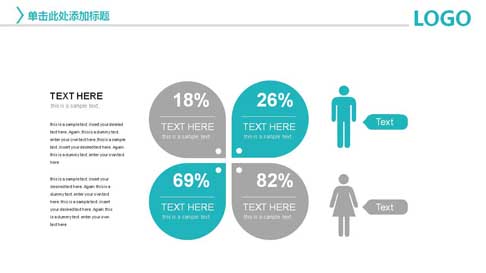 单击此处添加标题
LOGO
TEXT HERE
this is a sample text.
this is a sample text. insert your desired
text here. Again. this is a dummy text.
enter your own text here. this is a sample
text. insert your desired text here. Again.
this is a dummy text. enter your own text
here
this is a sample text. insert your
desired text here. Again. this is
a dummy text. enter your own text
here. this is a sample text. insert
your desired text here. Again. this
is a dummy text. enter your own
text here
18%
TEXT HERE
this is a sample text
26%
TEXT HERE
this is a sample text
69%
TEXT HERE
this is a sample text
82%
TEXT HERE
this is a sample text
Text
Text